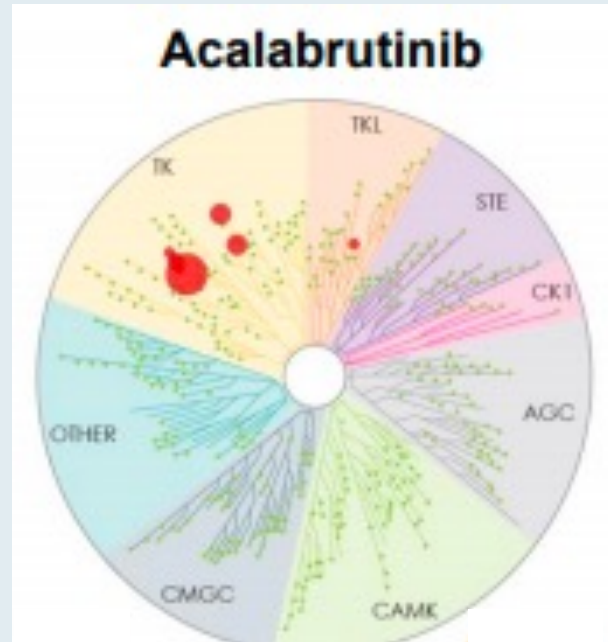 Acalabrutinib
TKL
TK
STE
CK1
AGC
OTHER
CMGC
CAMK